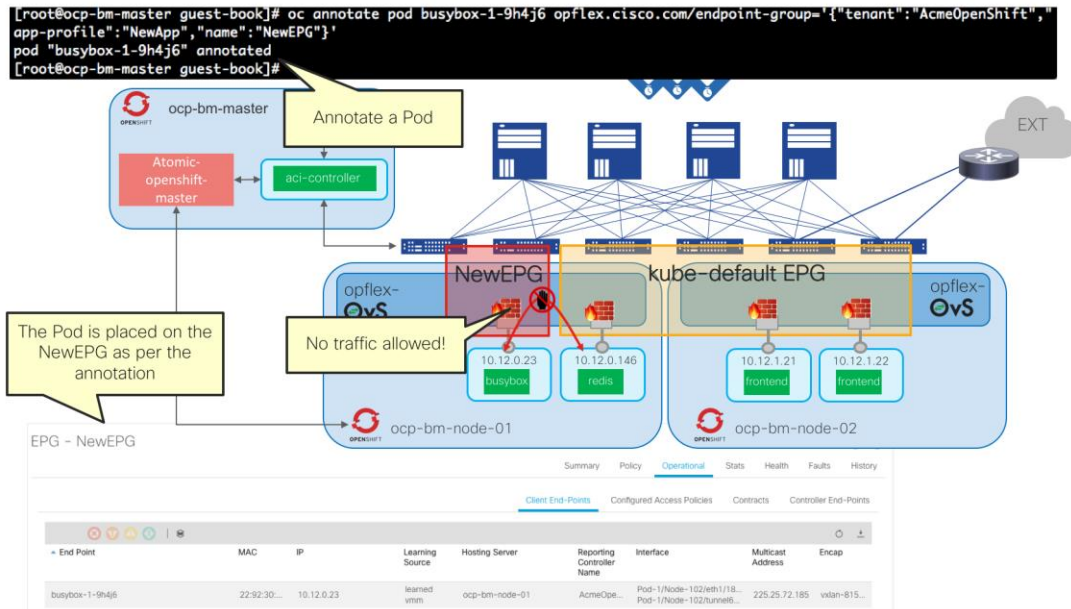 [root@ocp-bm-master guest-book]# oc annotate pod busybox-1-9h4j6 opflex.cisco.com/endpoint-group='{"tenant":"AcmeOpenShift","
app-profile":"NewApp","name":"NewEPG"}'
pod "busybox-1-9h4j6" annotated
[root@ocp-bm-master guest-book]#
OPENSHIFT
ocp-bm-master
Annotate a Pod
EXT
Atomic-
openshift-
master
aci-controller
NewEPG
kube-default EPG
opflex-
OvS
opflex-
OvS
The Pod is placed on the
NewEPG as per the
annotation
No traffic allowed!
10.12.0.23
busybox
10.12.0.146
redis
10.12.1.21
frontend
10.12.1.22
frontend
OPENSHIFT
ocp-bm-node-01
OPENSHIFT
ocp-bm-node-02
EPG - NewEPG
Summary Policy Operational Stats Health Faults History
Client End-Points Configured Access Policies Contracts Controller End-Points
End Point MAC IP Learning Source Hosting Server Reporting Controller Name Interface Multicast Address Encap
busybox-1-9h4j6 22:92:30:... 10.12.0.23 learned vmm ocp-bm-node-01 AcmeOpe... Pod-1/Node-102/eth1/18... Pod-1/Node-102/tunnel6... 225.25.72.185 vxlan-815...